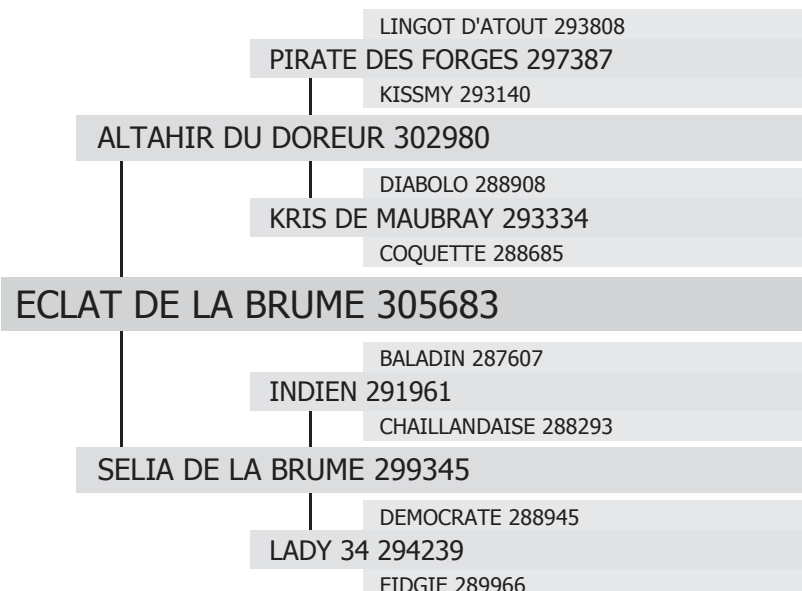 LINGOT D'ATOUT 293808
PIRATE DES FORGES 297387
KISSMY 293140
ALTAHIR DU DOREUR 302980
DIABOLO 288908
KRIS DE MAUBRAY 293334
COQUETTE 288685
ECLAT DE LA BRUME 305683
BALADIN 287607
INDIEN 291961
CHAILLANDAISE 288293
SELIA DE LA BRUME 299345
DEMOCRATE 288945
LADY 34 294239
FIDGIE 289966